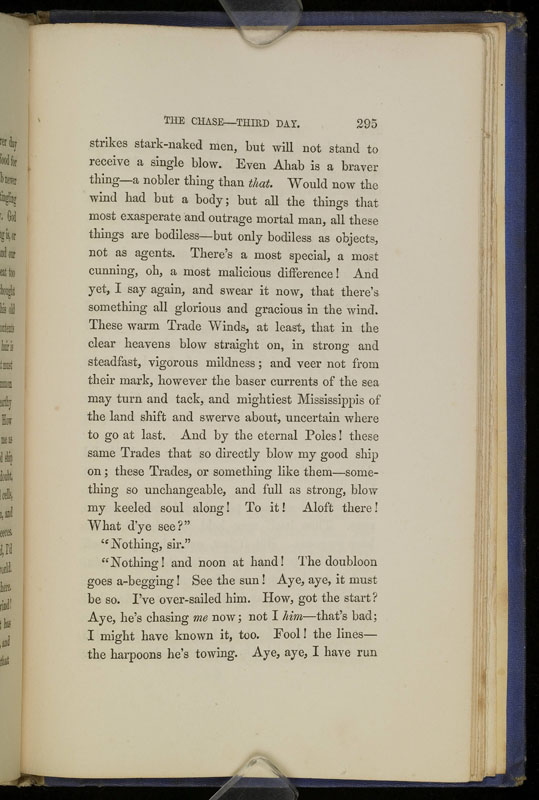 THE CHASE—THIRD DAY. 295
strikes stark-naked men, but will not stand to
receive a single blow. Even Ahab is a braver
thing—a nobler thing than that. Would now the
wind had but a body; but all the things that
most exasperate and outrage mortal man, all these
things are bodiless—but only bodiless as objects,
not as agents. There's a most special, a most
cunning, oh, a most malicious difference! And
yet, I say again, and swear it now, that there's
something all glorious and gracious in the wind.
These warm Trade Winds, at least, that in the
clear heavens blow straight on, in strong and
steadfast, vigorous mildness; and veer not from
their mark, however the baser currents of the sea
may turn and tack, and mightiest Mississippis of
the land shift and swerve about, uncertain where
to go at last. And by the eternal Poles! these
same Trades that so directly blow my good ship
on; these Trades, or something like them—some-
thing so unchangeable, and full as strong, blow
my keeled soul along! To it! Aloft there!
What d'ye see?"
"Nothing, sir."
"Nothing! and noon at hand! The doubloon
goes a-begging! See the sun! Aye, aye, it must
be so. I've over-sailed him. How, got the start?
Aye, he's chasing me now; not I him—that's bad;
I might have known it, too. Fool! the lines—
the harpoons he's towing. Aye, aye, I have run